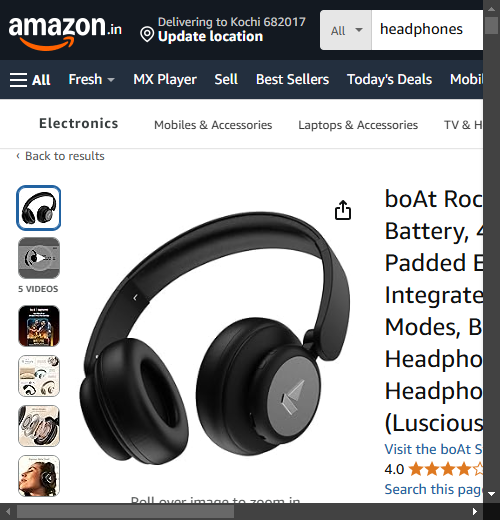 amazon.in
Delivering to Kochi 682017
Update location
All
headphones
All
Fresh
MX Player
Sell
Best Sellers
Today's Deals
Electronics
Mobiles & Accessories
Laptops & Accessories
TV & H
‹ Back to results
5 VIDEOS
boAt Roc
Battery, 4
Padded E
Integrate
Modes, B
Headpho
Headpho
(Luscious
Visit the boAt S
4.0
Search this page
Roll over image to zoom in